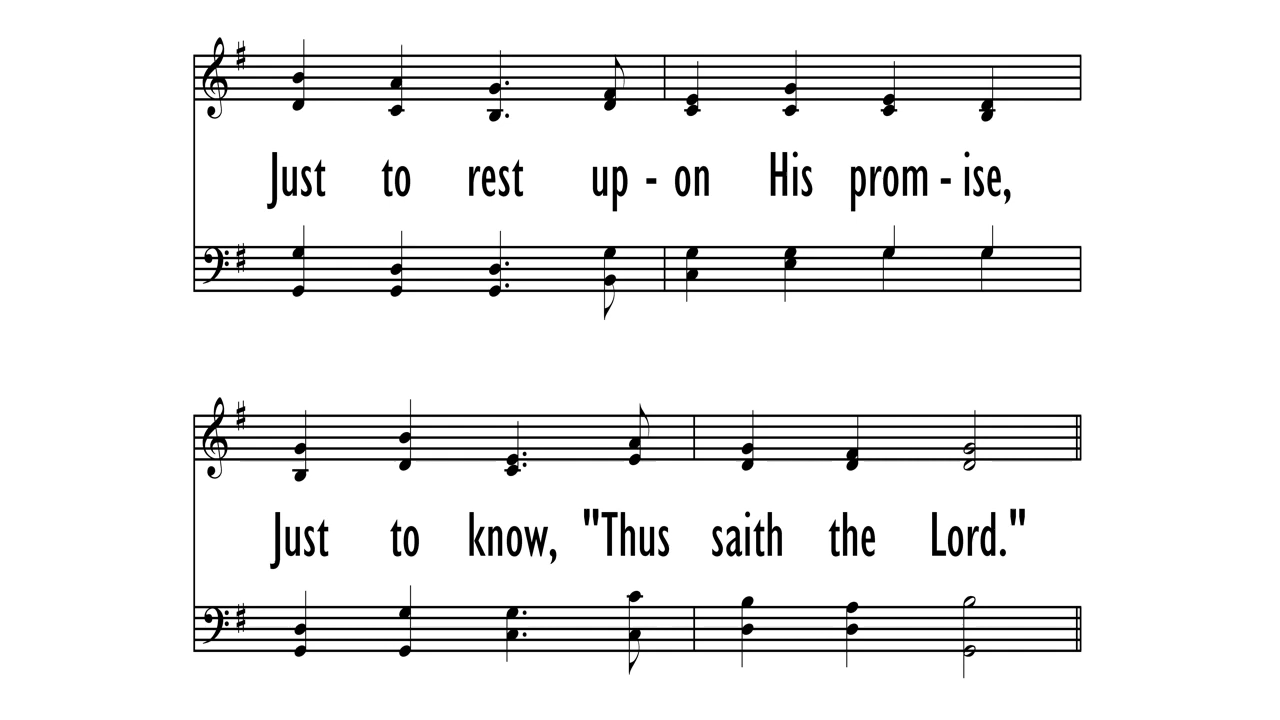 Just to rest up - on His prom - ise,
Just to know, "Thus saith the Lord."